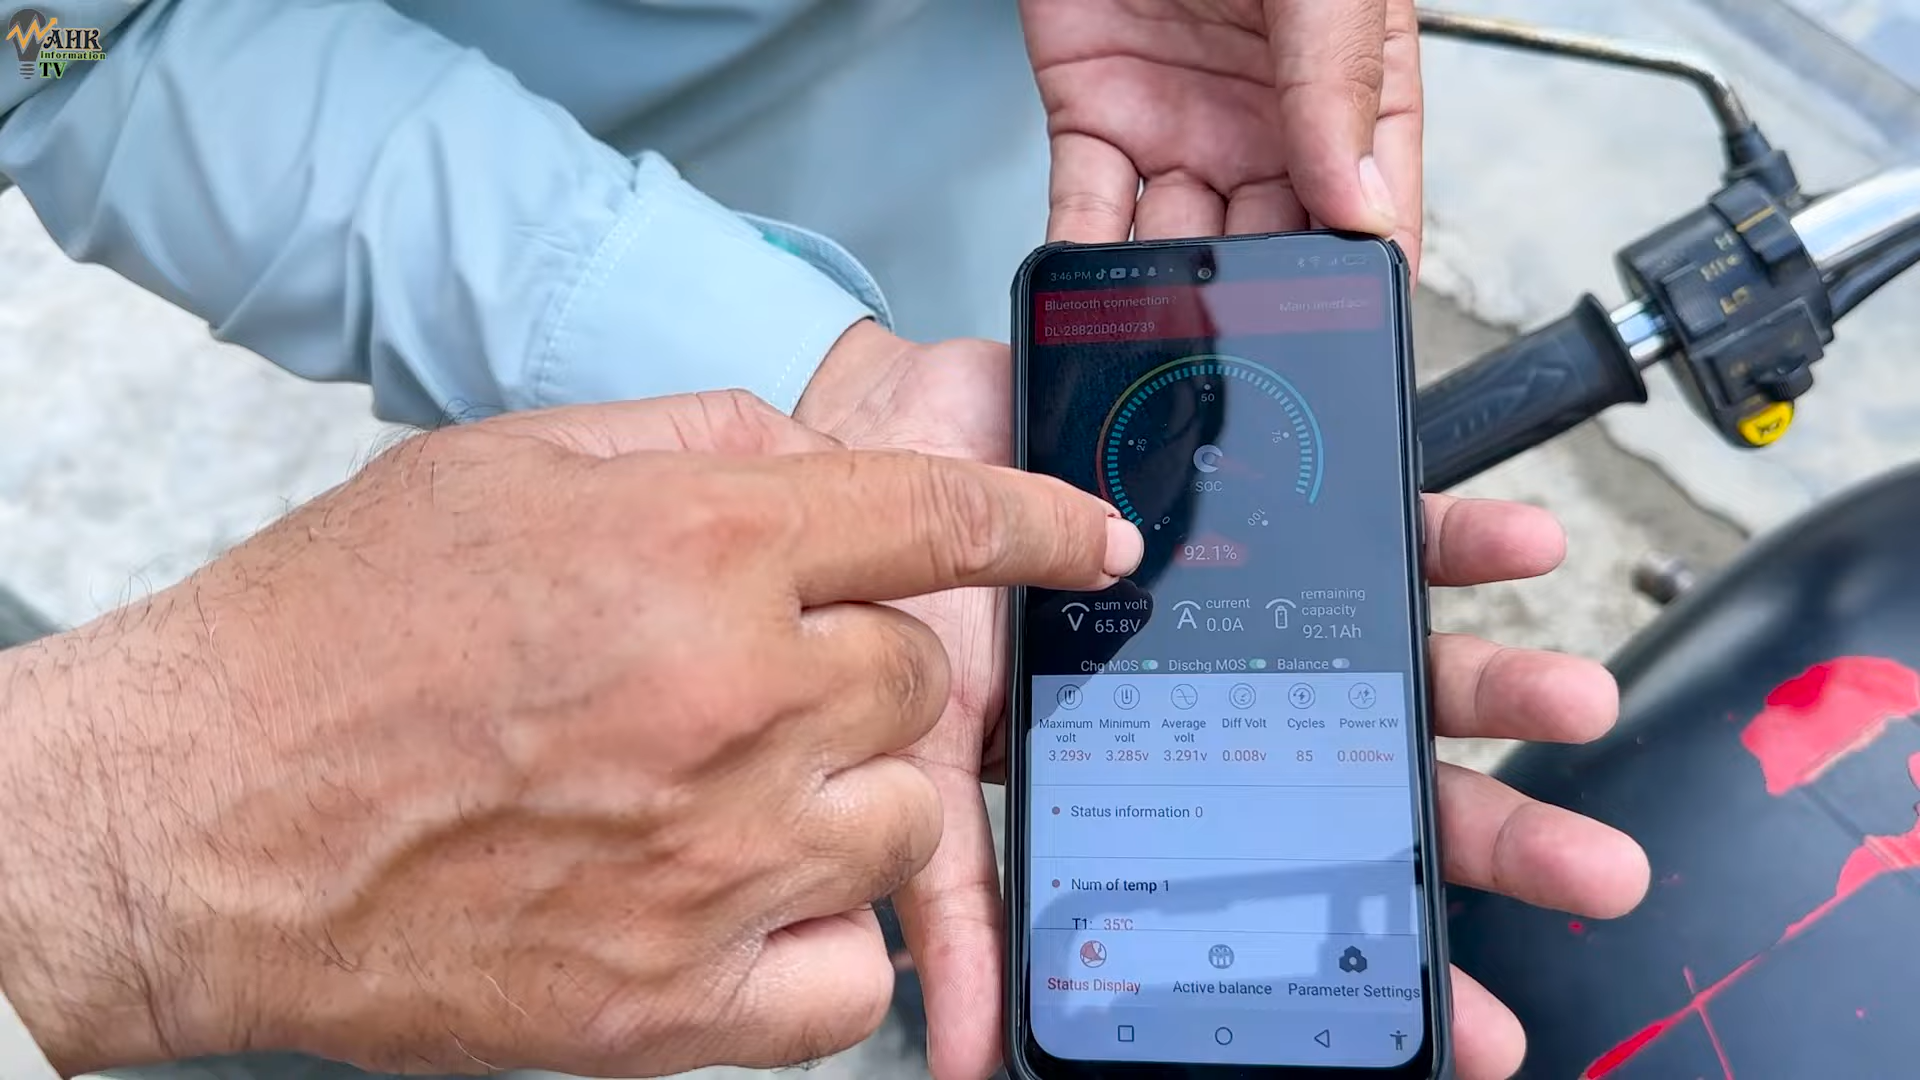 WAHK
Information
TV
3:46 PM
Bluetooth connection :
Main interface
DL-28820D040739
50
25
75
SOC
0
100
92.1%
sum volt
65.8V
current
0.0A
remaining
capacity
92.1Ah
Chg MOS
Dischg MOS
Balance
Maximum volt
Minimum volt
Average volt
Diff Volt
Cycles
Power KW
3.293v
3.285v
3.291v
0.008v
85
0.000kw
Status information 0
Num of temp 1
T1: 35℃
Status Display
Active balance
Parameter Settings